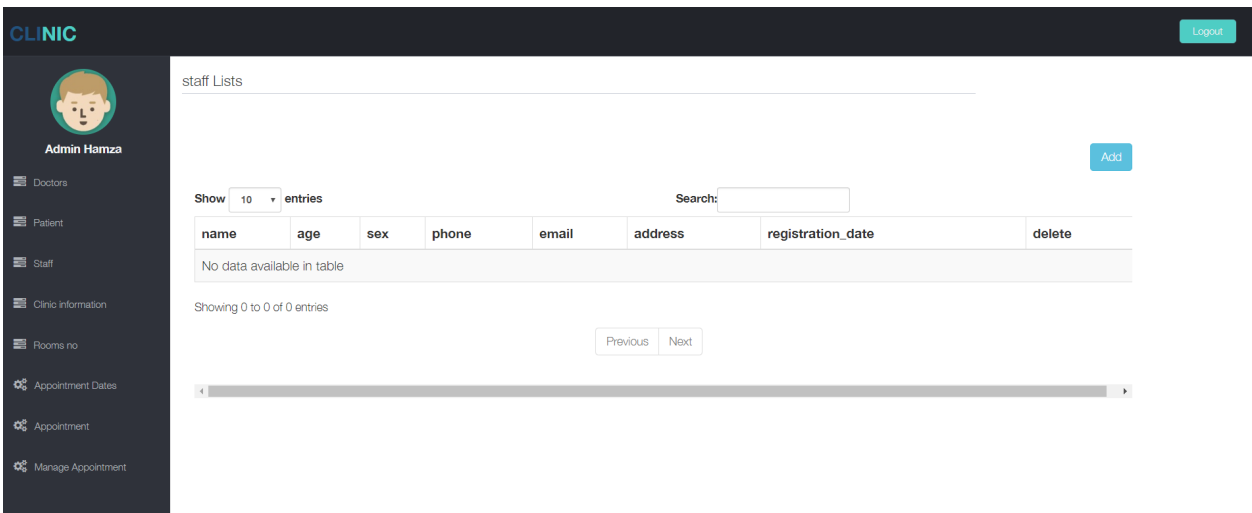 CLINIC
Logout
Admin Hamza
Doctors
Patient
Staff
Clinic information
Rooms no
Appointment Dates
Appointment
Manage Appointment
staff Lists
Add
Show 10 entries Search:
name age sex phone email address registration_date delete
No data available in table
Showing 0 to 0 of 0 entries
Previous Next